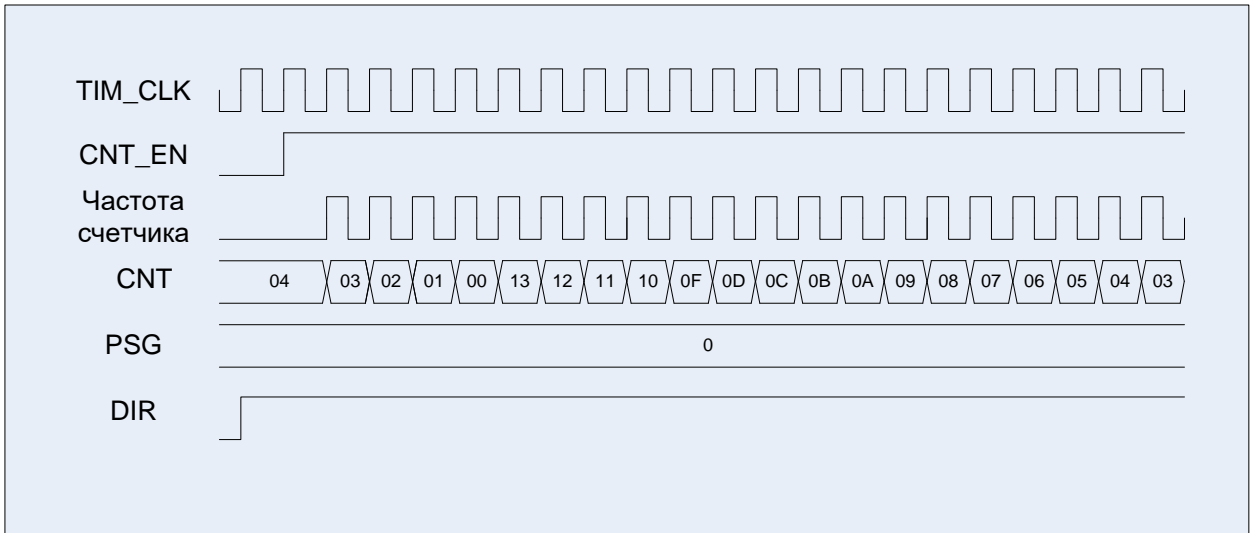 TIM_CLK
CNT_EN
Частота
счетчика
CNT 04 03 02 01 00 13 12 11 10 0F 0D 0C 0B 0A 09 08 07 06 05 04 03
PSG 0
DIR